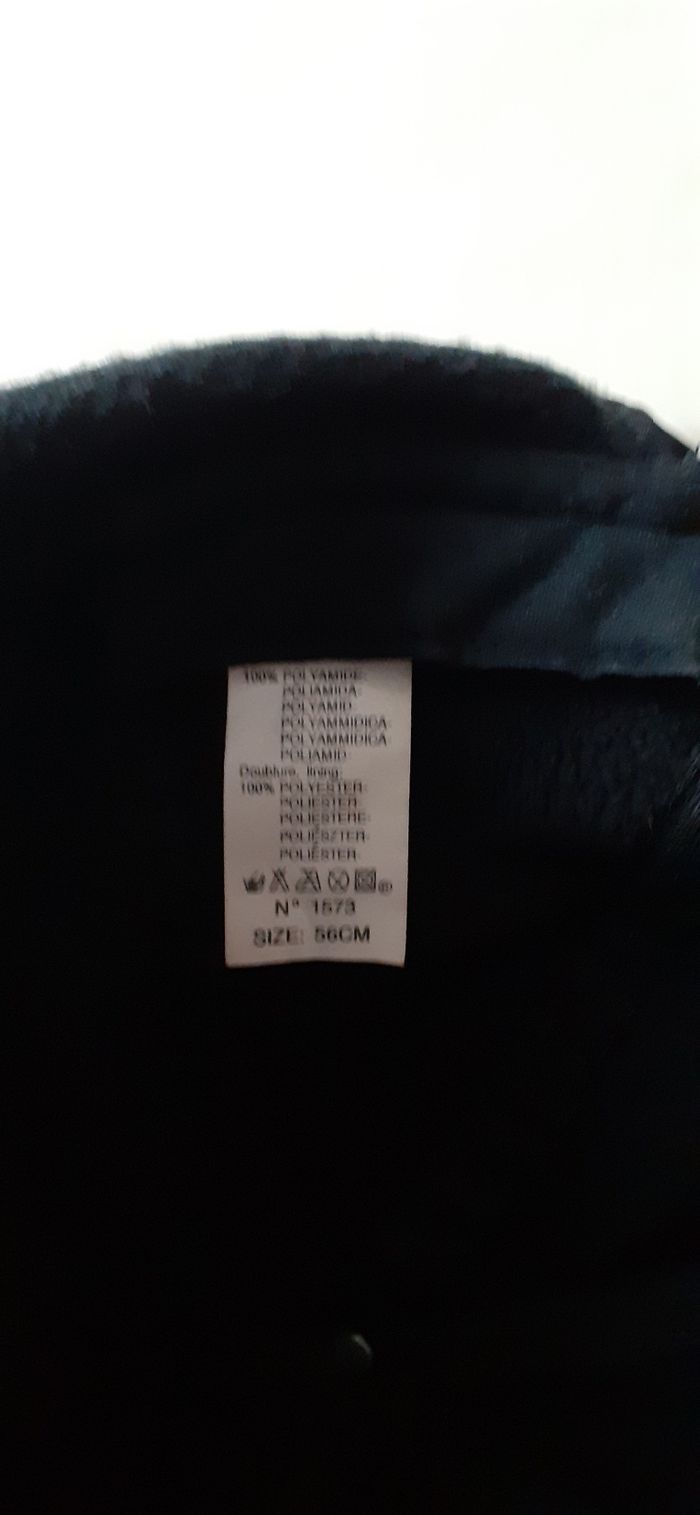 100% POLYAMIDE-
POLIAMIDA-
POLYAMID
POLYAMMIDICA-
POLYAMMIDICA
POLIAMID
Doublure, lining:
100% POLYESTER-
POLIESTER-
POLIESTERE-
POLIÉSZTER-
POLIÉSTER-
N° 1573
SIZE: 56CM